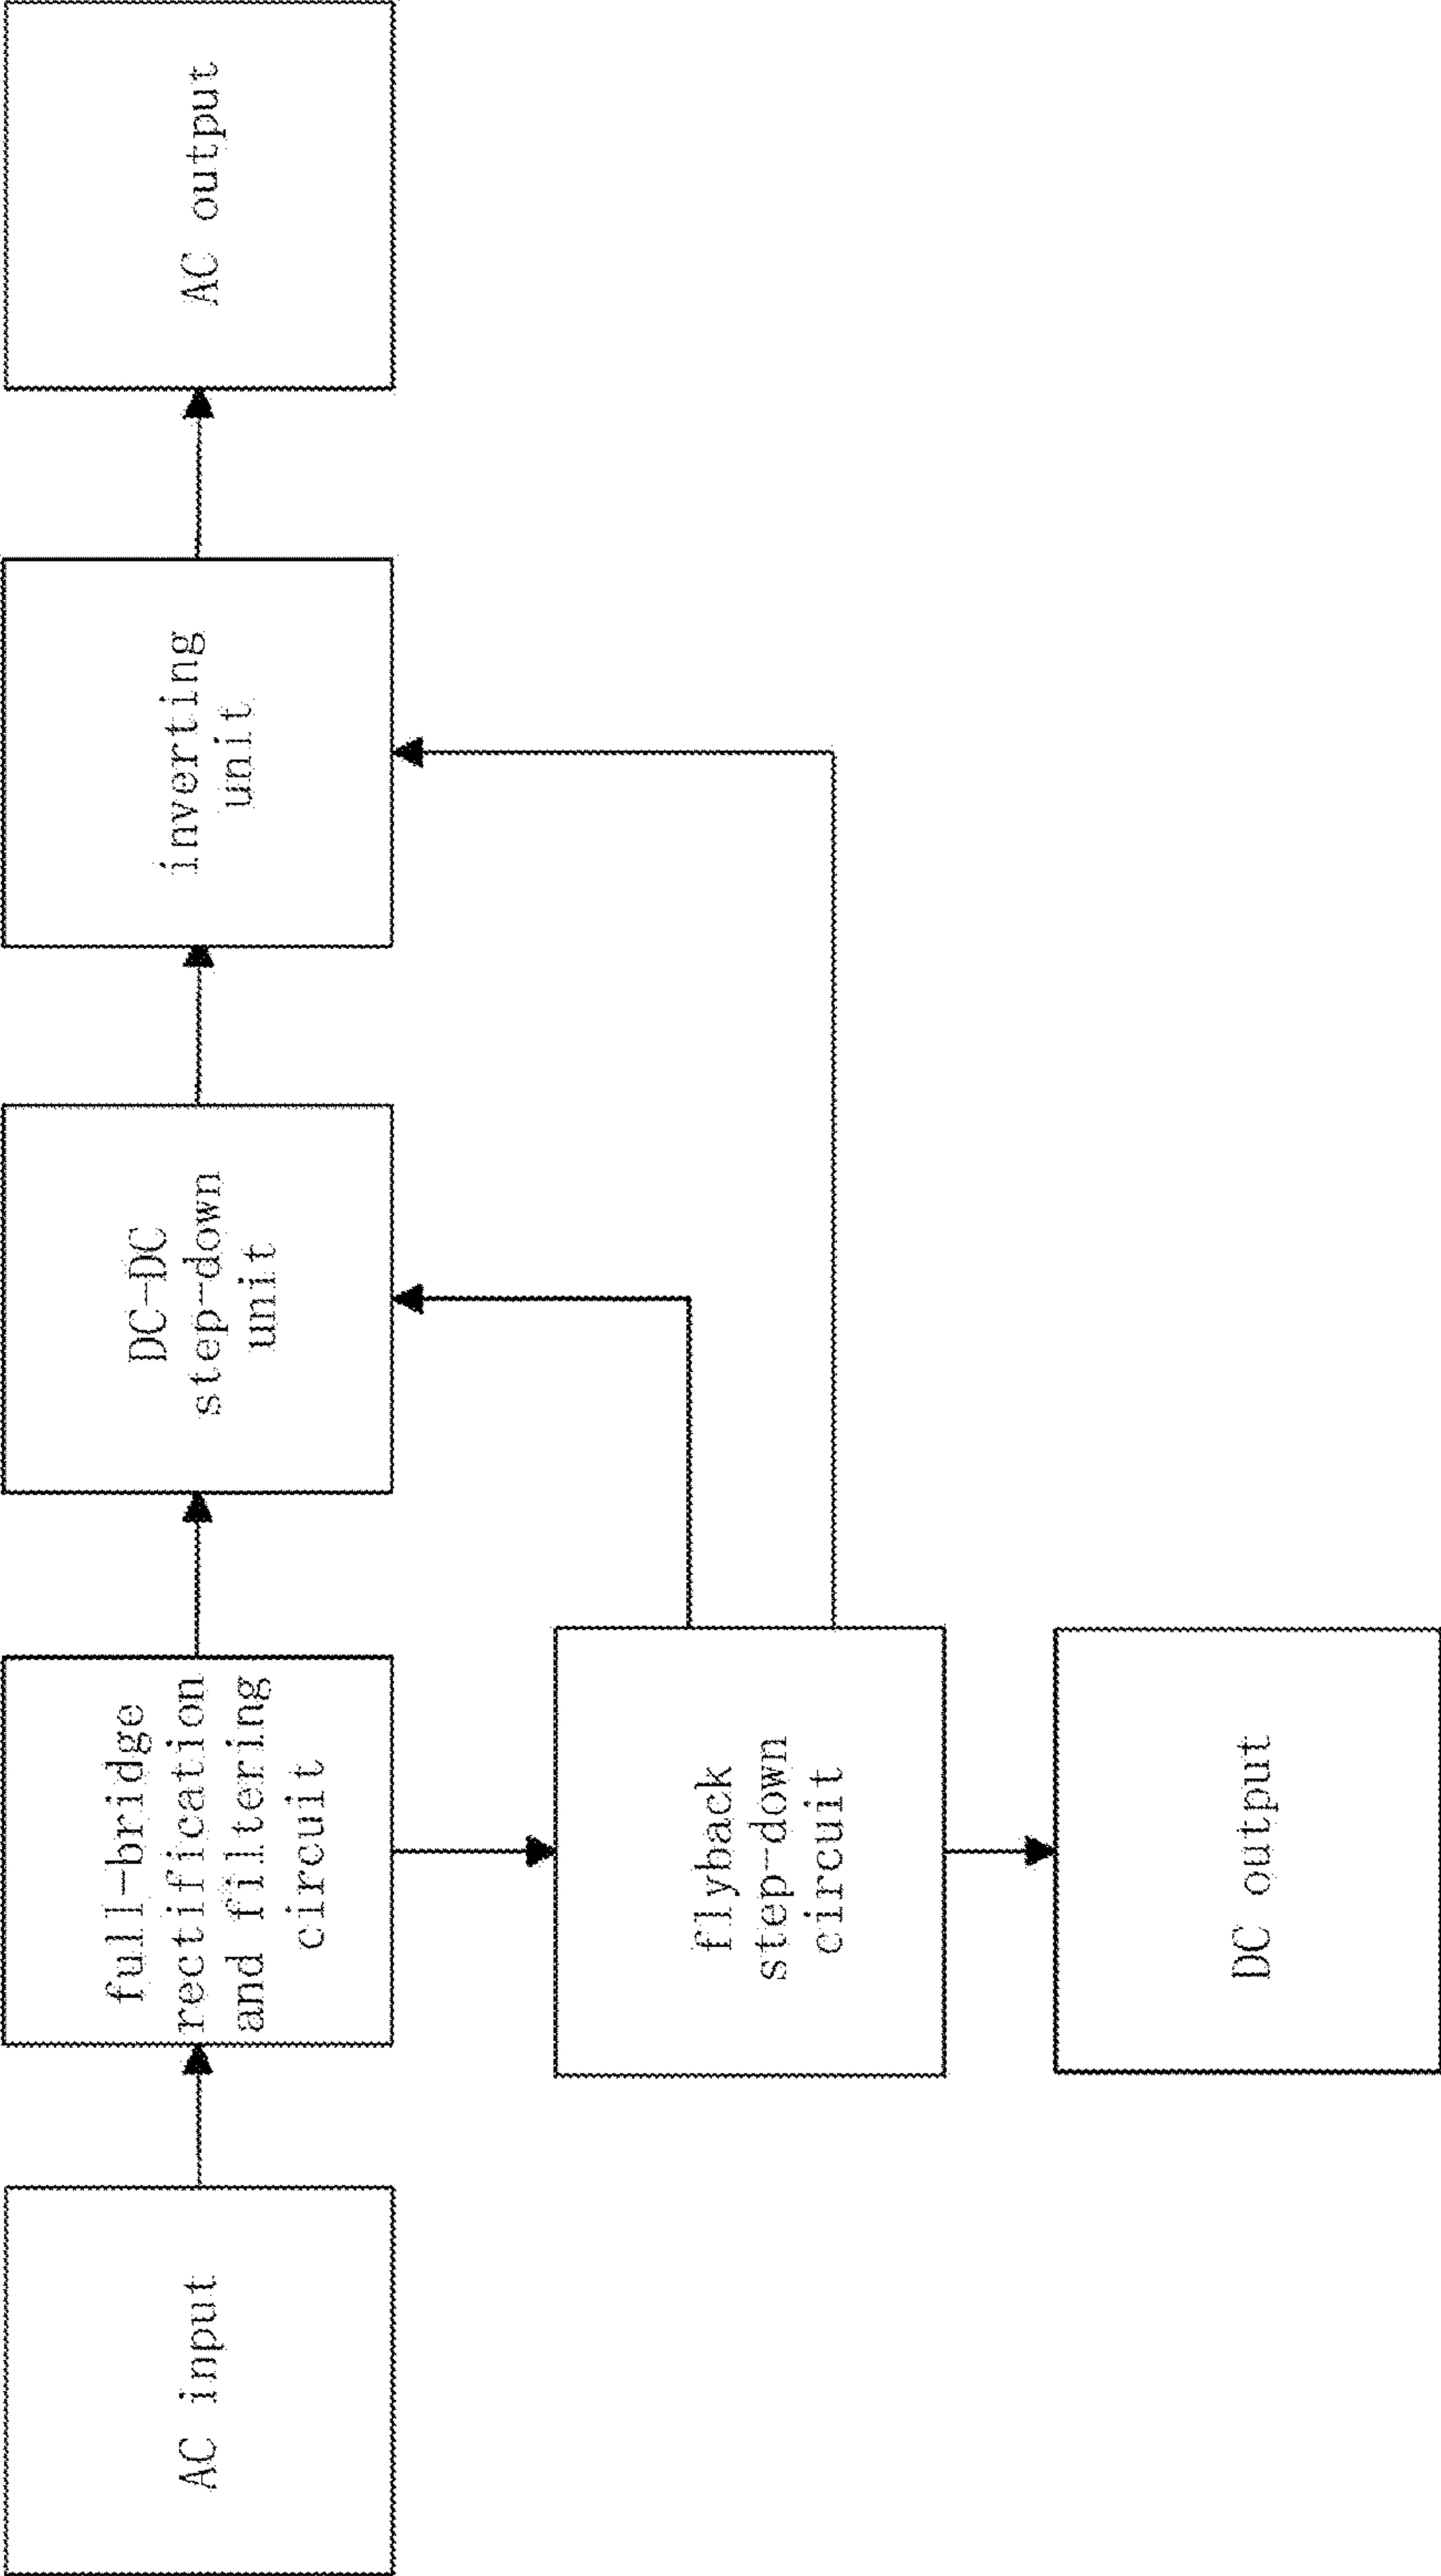 AC input
full-bridge
rectification
and filtering
circuit
DC-DC
step-down
unit
inverting
unit
AC output
flyback
step-down
circuit
DC output